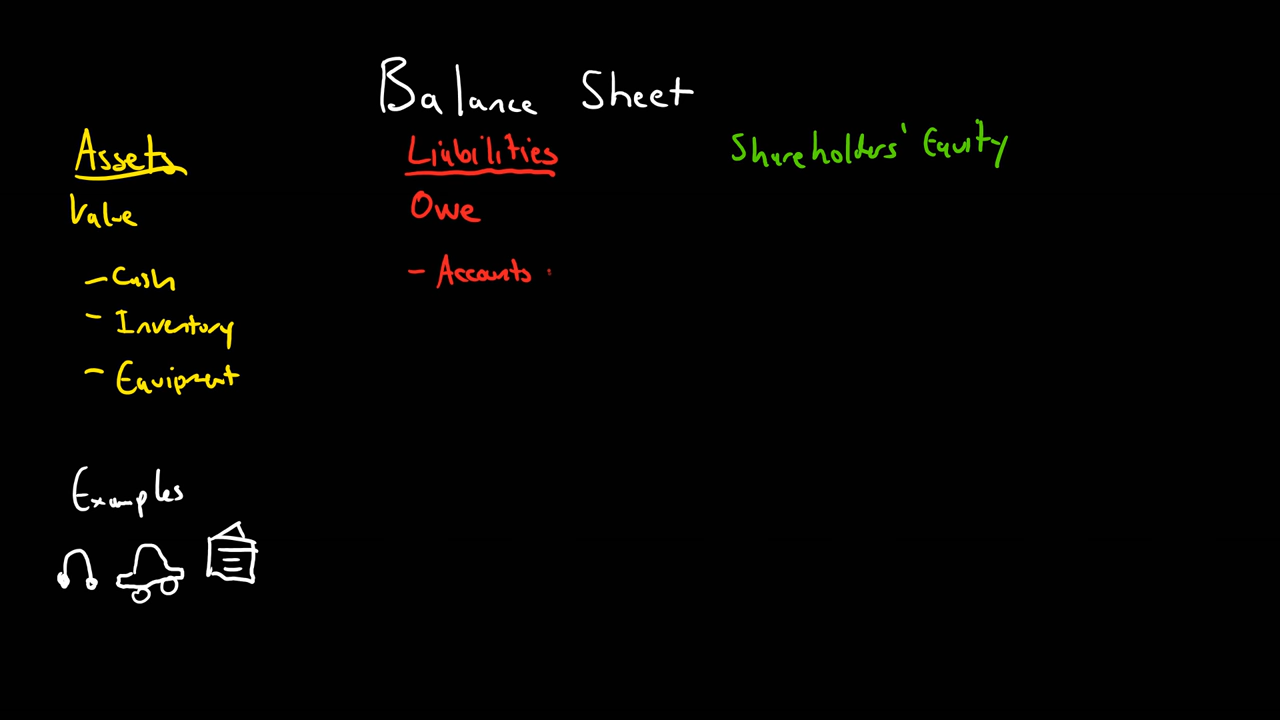 Balance Sheet
Assets
Liabilities
Shareholders' Equity
Value
Owe
- Cash
- Inventory
- Equipment
- Accounts
Examples